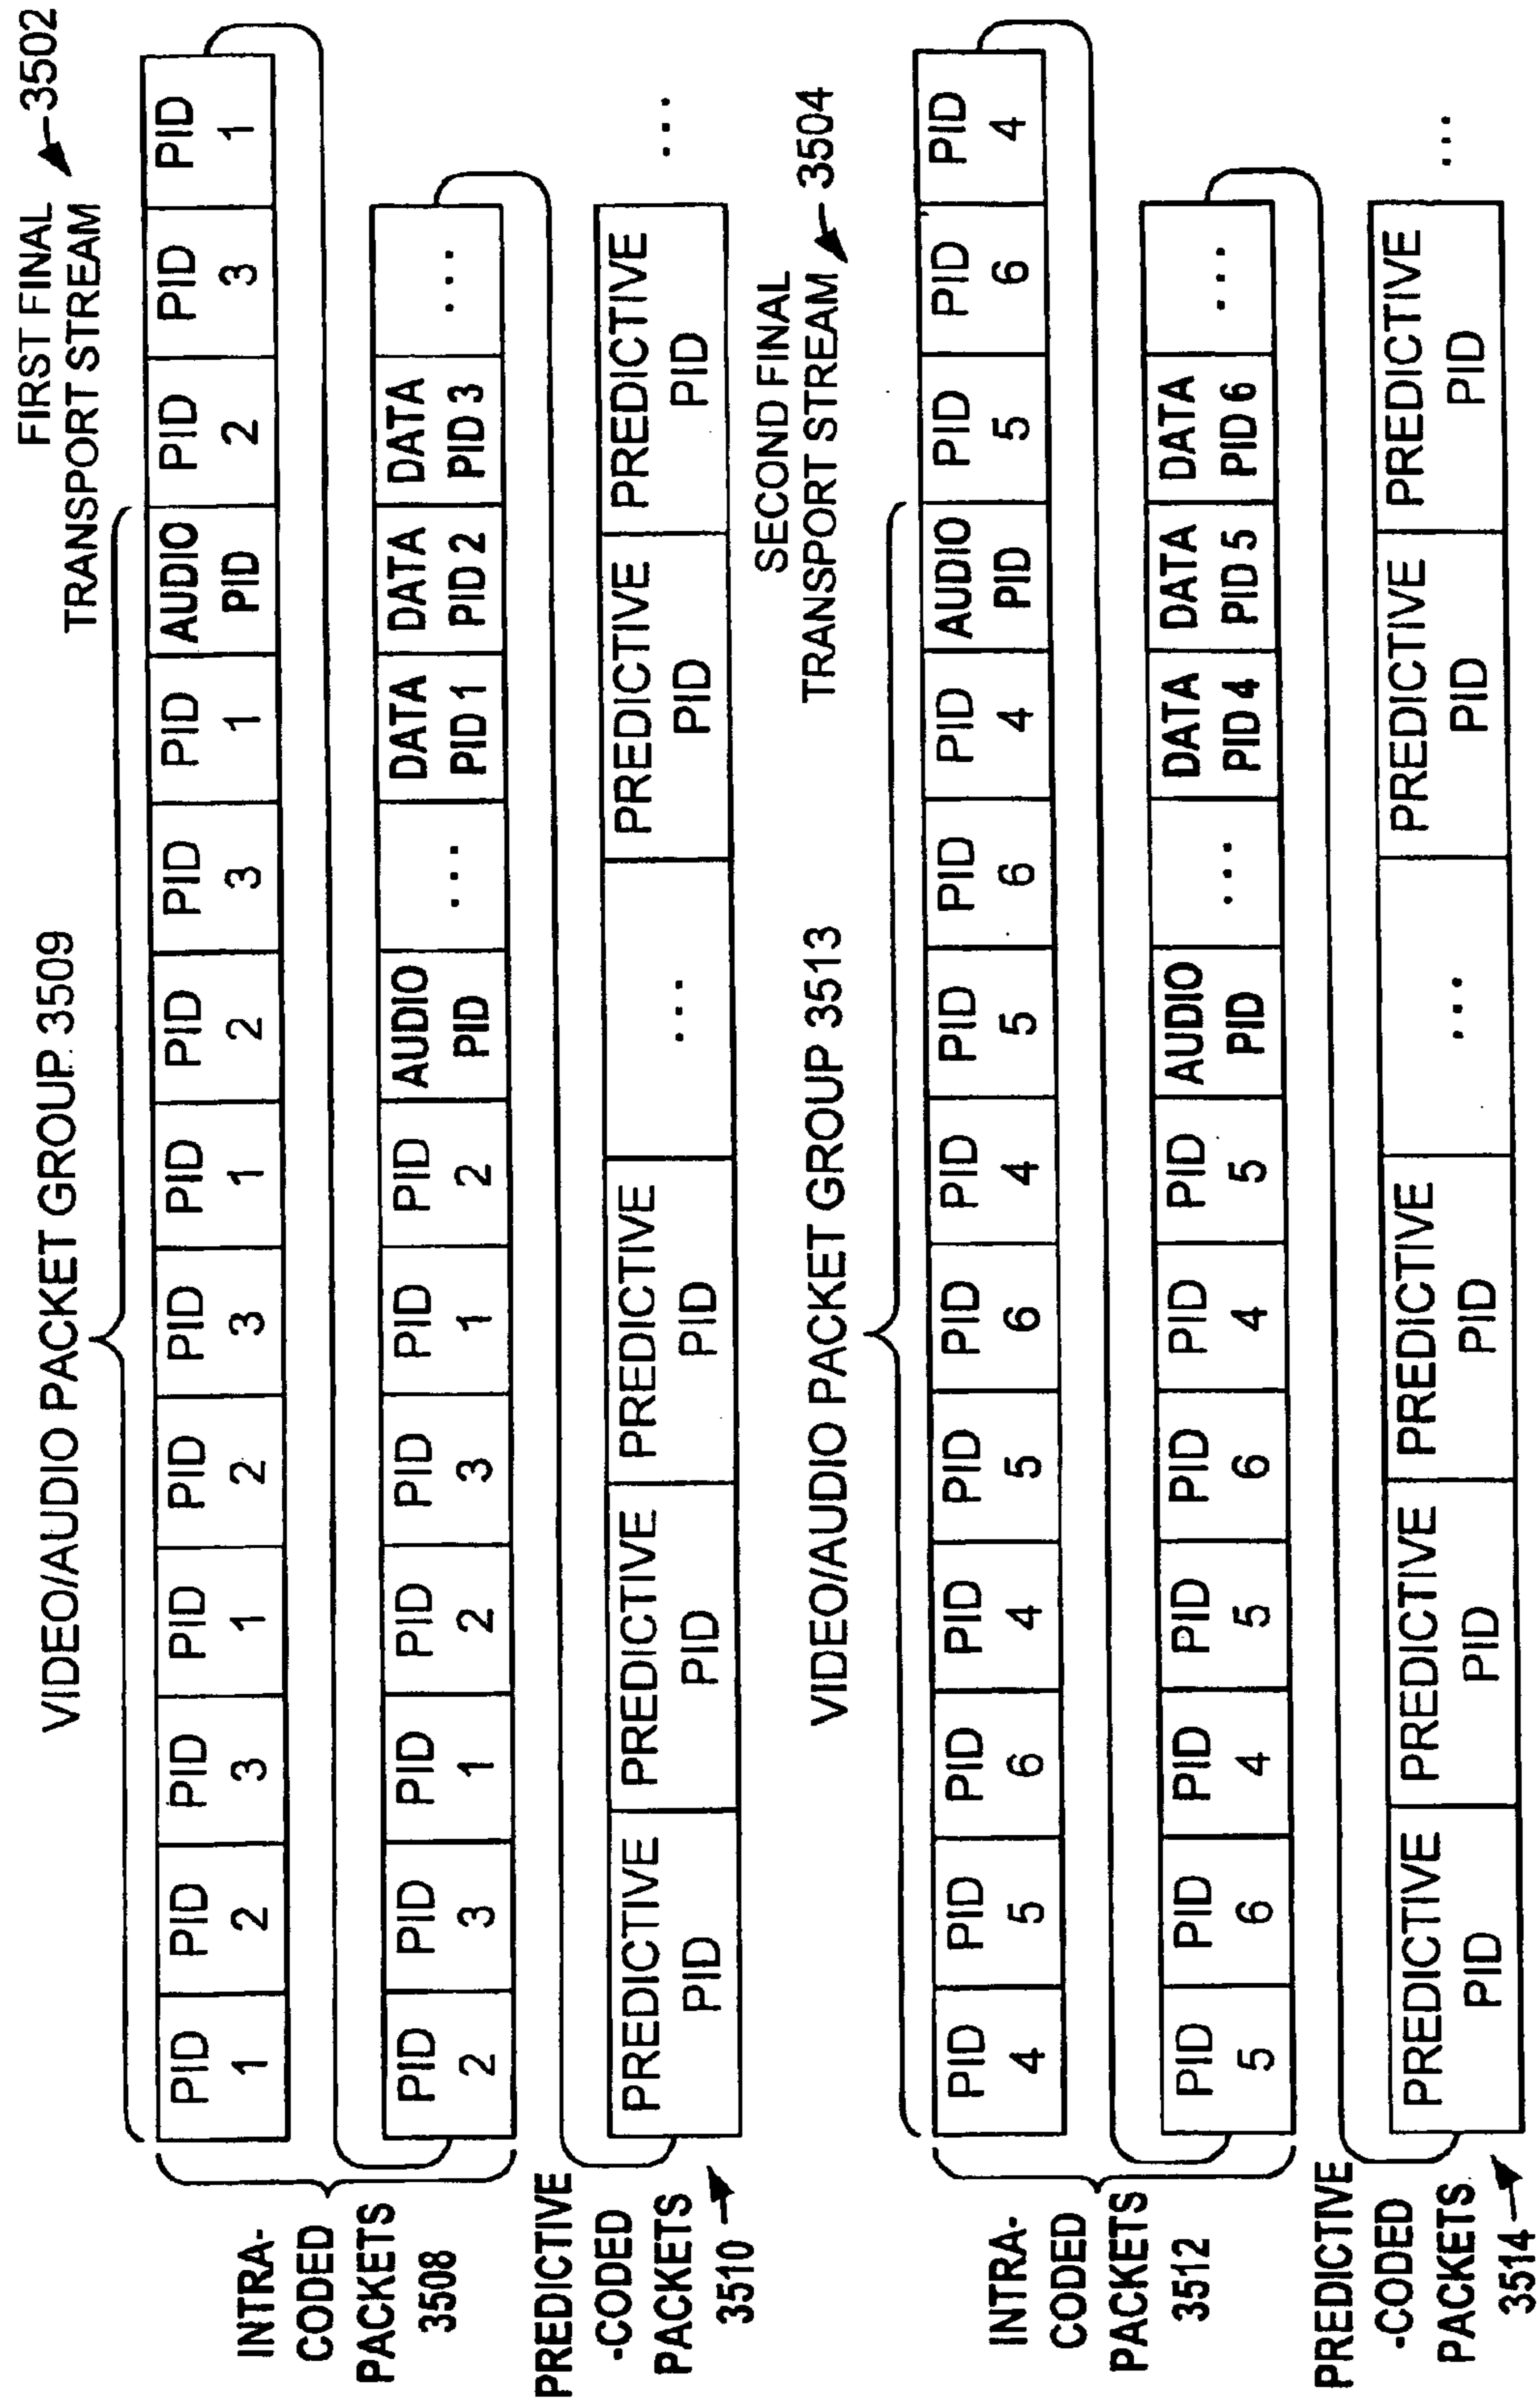 FIRST FINAL
TRANSPORT STREAM
3502
VIDEO/AUDIO PACKET GROUP 3509
PID 1 PID 2 PID 3 PID 1 PID 2 PID 3 PID 1 PID 2 PID 3 PID 1 AUDIO PID PID 2 PID 3 PID 1
INTRA-
CODED
PACKETS
3508
PID 2 PID 3 PID 1 PID 2 PID 3 PID 1 PID 2 AUDIO PID ... DATA PID 1 DATA PID 2 DATA PID 3 ...
PREDICTIVE
-CODED
PACKETS
3510
PREDICTIVE PID PREDICTIVE PID PREDICTIVE PID ... PREDICTIVE PID PREDICTIVE PID ...
SECOND FINAL
TRANSPORT STREAM
3504
VIDEO/AUDIO PACKET GROUP 3513
PID 4 PID 5 PID 6 PID 4 PID 5 PID 6 PID 4 PID 5 PID 6 PID 4 AUDIO PID PID 5 PID 6 PID 4
INTRA-
CODED
PACKETS
3512
PID 5 PID 6 PID 4 PID 5 PID 6 PID 4 PID 5 AUDIO PID ... DATA PID 4 DATA PID 5 DATA PID 6 ...
PREDICTIVE
-CODED
PACKETS
3514
PREDICTIVE PID PREDICTIVE PID PREDICTIVE PID ... PREDICTIVE PID PREDICTIVE PID ...